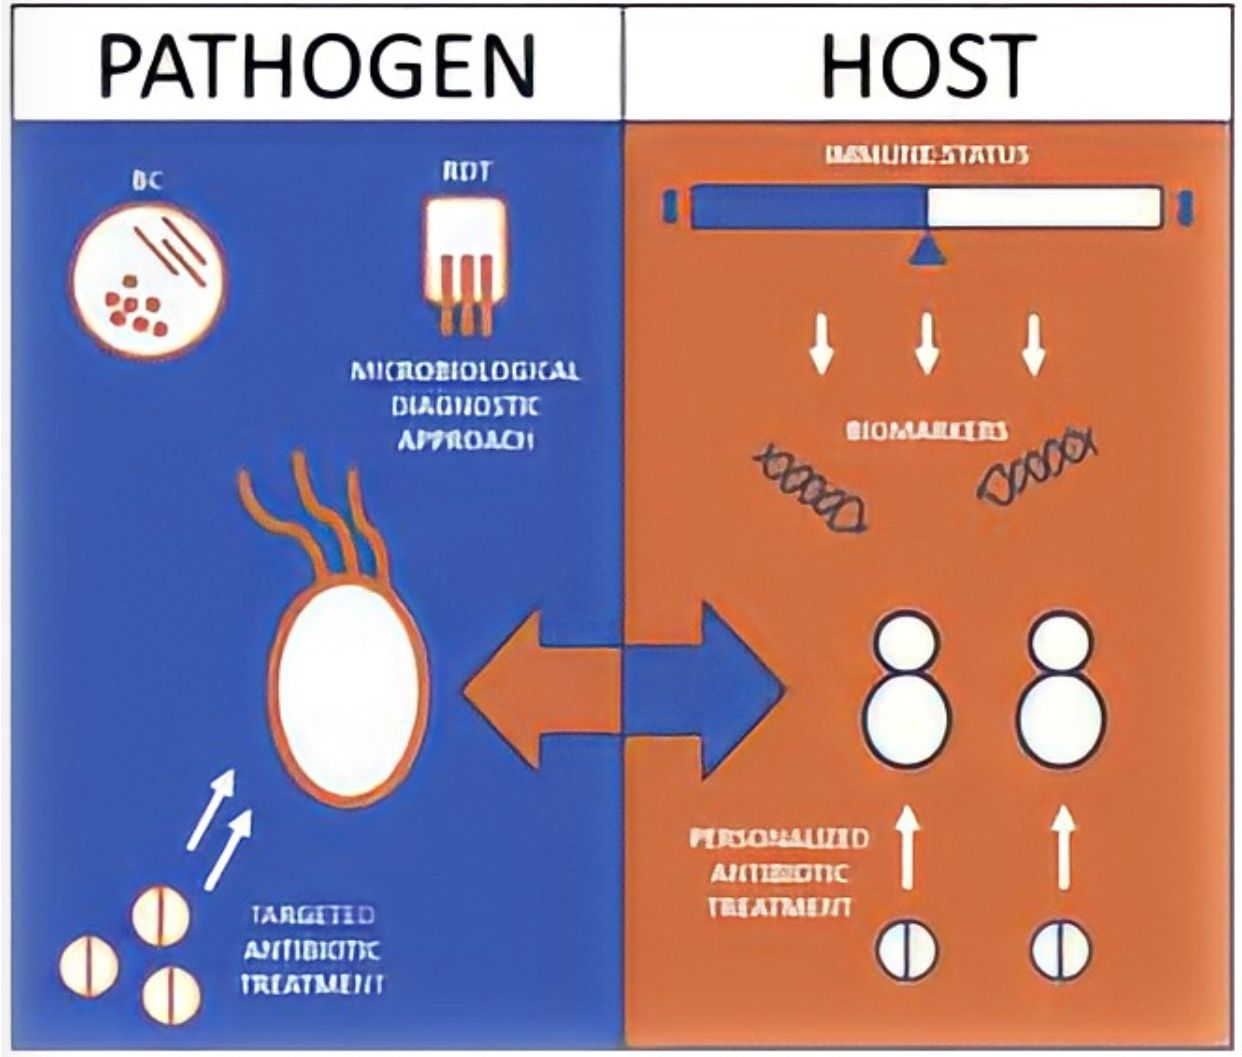 PATHOGEN
HOST
BC
RDT
MICROBIOLOGICAL
DIAGNOSTIC
APPROACH
TARGETED
ANTIBIOTIC
TREATMENT
IMMUNE STATUS
BIOMARKERS
PERSONALIZED
ANTIBIOTIC
TREATMENT